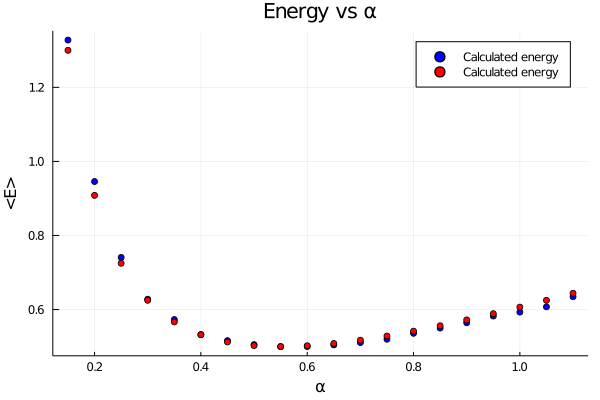 Energy vs α
Calculated energy
Calculated energy
<E>
1.2
1.0
0.8
0.6
0.2
0.4
0.6
0.8
1.0
α